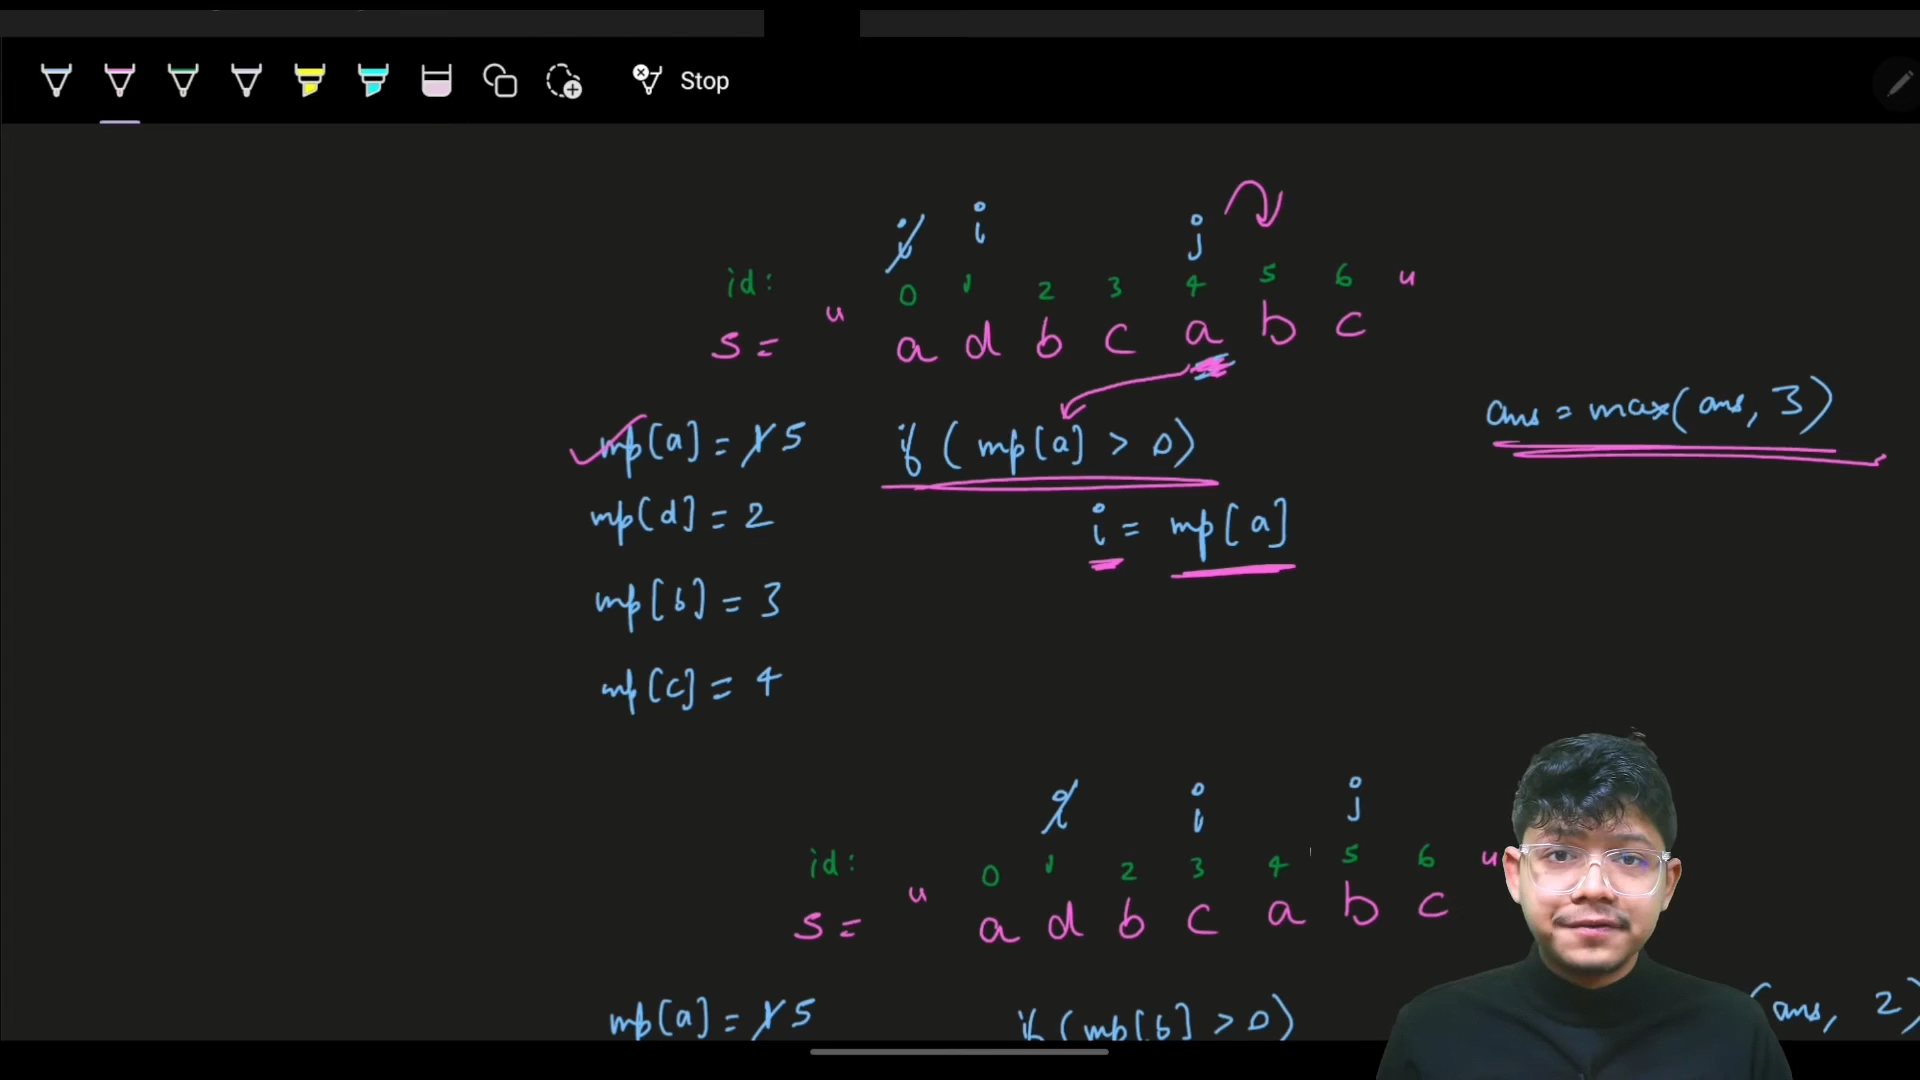 Stop
i i j
id: 0 1 2 3 4 5 6
s = " a d b c a b c "
ans = max(ans, 3)
mp[a] = 1 5 if (mp[a] > 0)
mp[d] = 2 i = mp[a]
mp[b] = 3
mp[c] = 4
i i j
id: 0 1 2 3 4 5 6
s = " a d b c a b c "
mp[a] = 1 5 if (mp[b] > 0) (ans, 2)